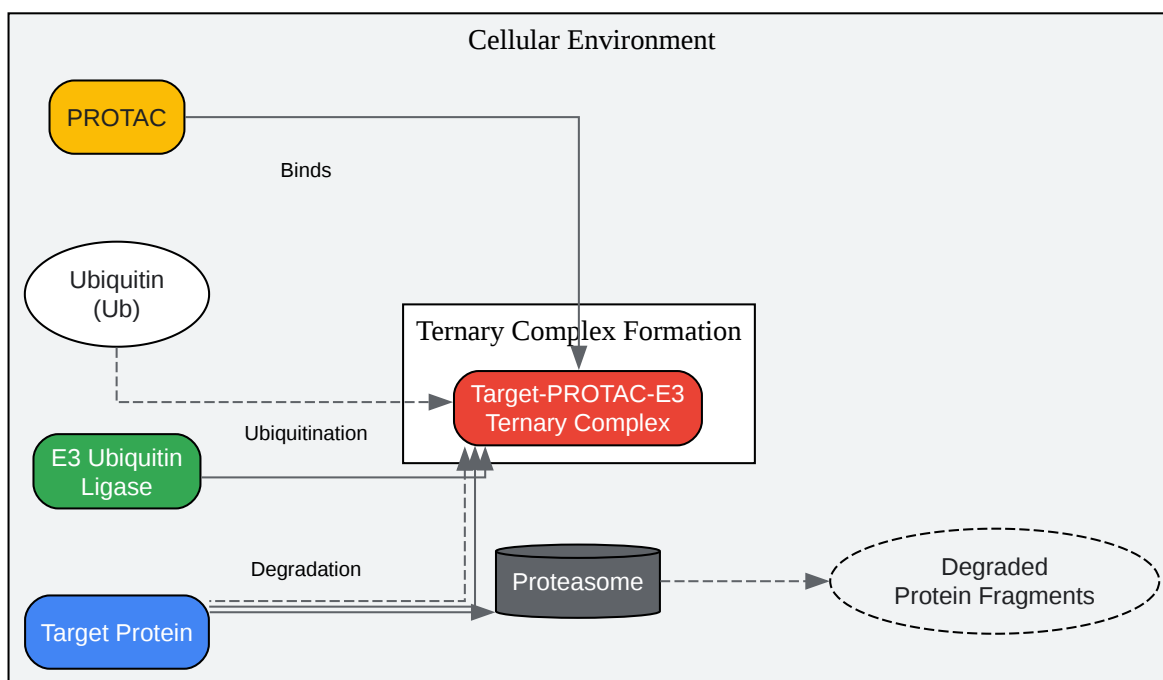 Cellular Environment
PROTAC
Binds
Ubiquitin
(Ub)
Ternary Complex Formation
Target-PROTAC-E3
Ternary Complex
Ubiquitination
E3 Ubiquitin
Ligase
Degradation
Proteasome
Degraded
Protein Fragments
Target Protein